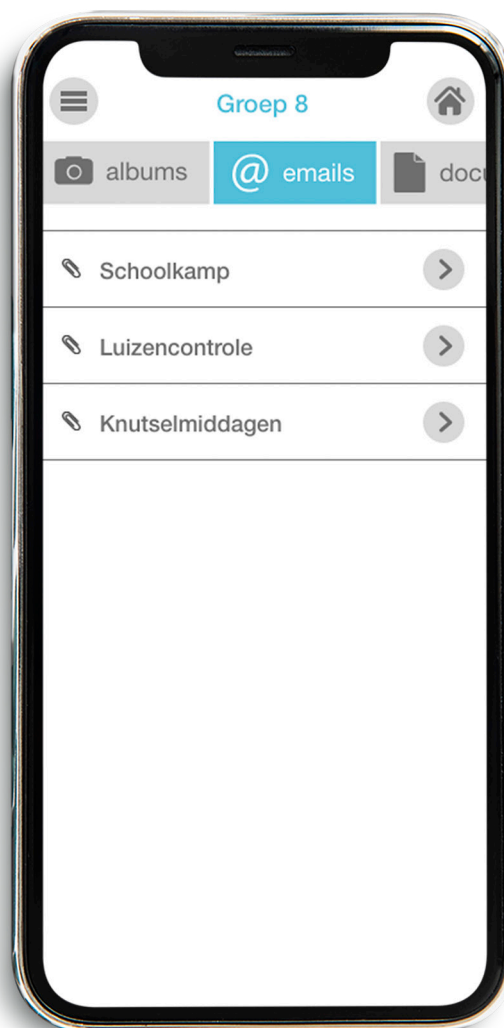 Groep 8
albums @ emails docu
Schoolkamp
Luizencontrole
Knutselmiddagen